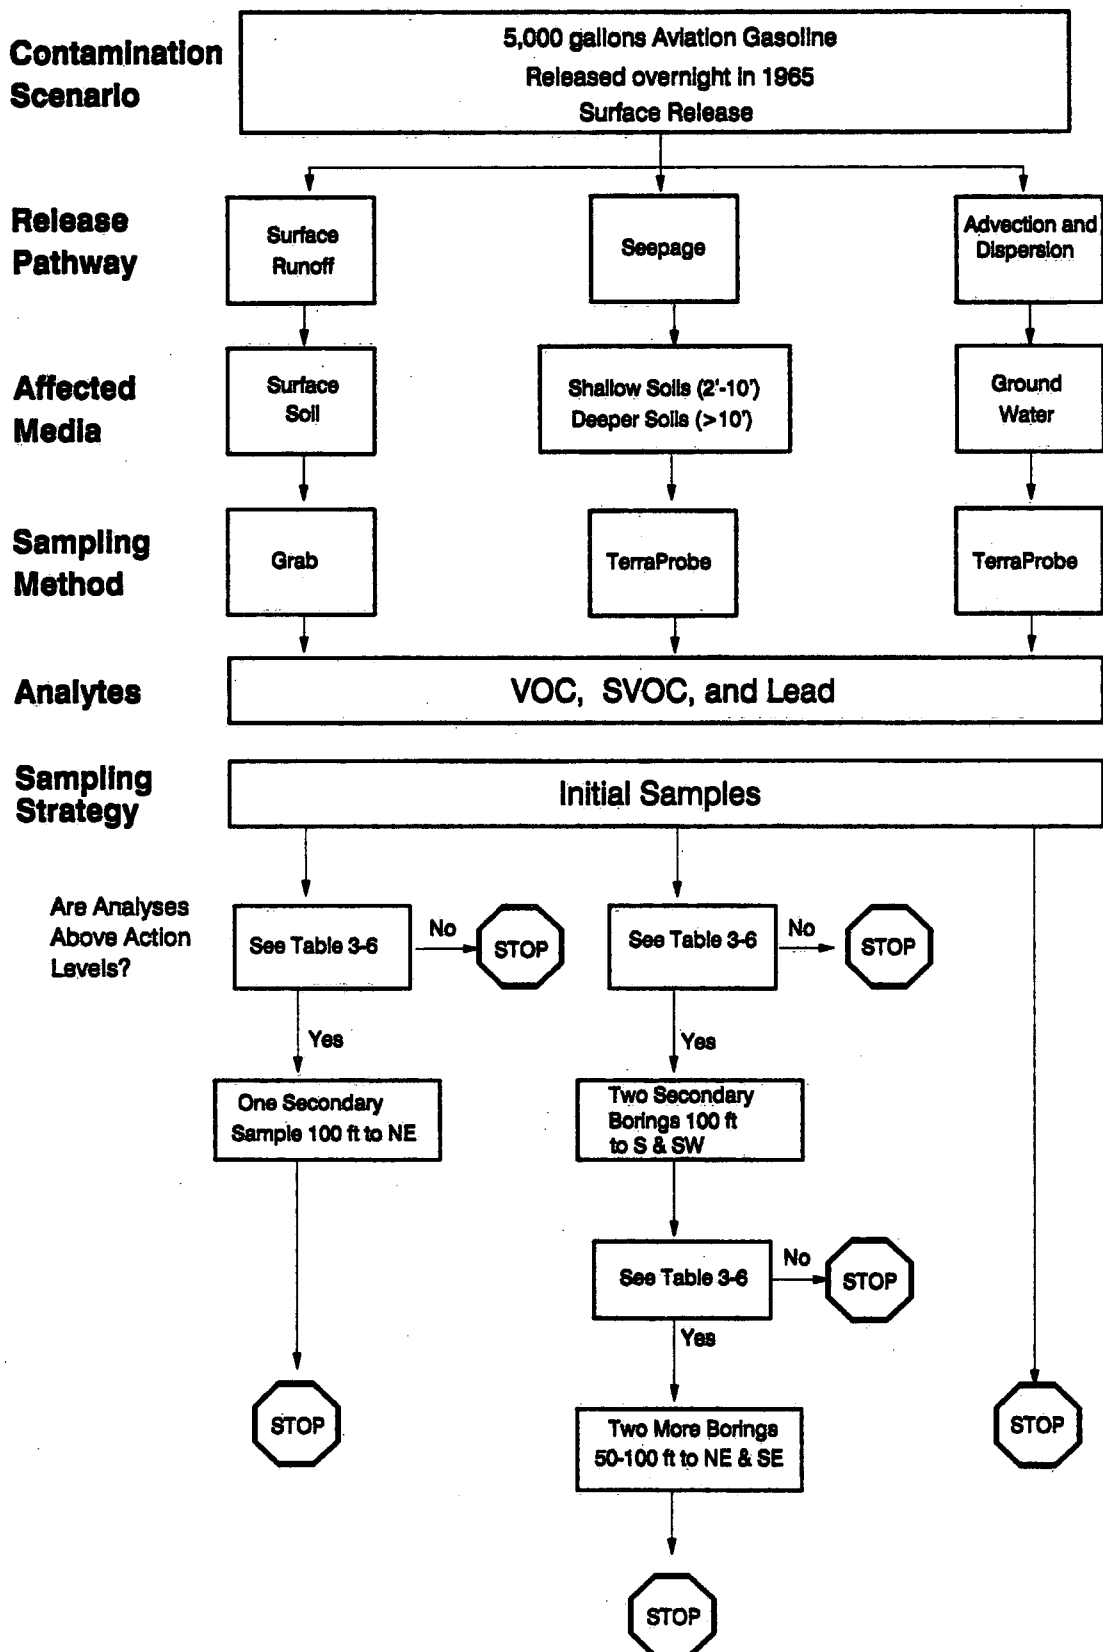 Contamination
Scenario
5,000 gallons Aviation Gasoline
Released overnight in 1965
Surface Release
Release
Pathway
Surface
Runoff
Seepage
Advection and
Dispersion
Affected
Media
Surface
Soil
Shallow Soils (2'-10')
Deeper Soils (>10')
Ground
Water
Sampling
Method
Grab
TerraProbe
TerraProbe
Analytes
VOC, SVOC, and Lead
Sampling
Strategy
Initial Samples
Are Analyses
Above Action
Levels?
See Table 3-6
No
STOP
See Table 3-6
No
STOP
Yes
Yes
One Secondary
Sample 100 ft to NE
Two Secondary
Borings 100 ft
to S & SW
See Table 3-6
No
STOP
Yes
STOP
Two More Borings
50-100 ft to NE & SE
STOP
STOP